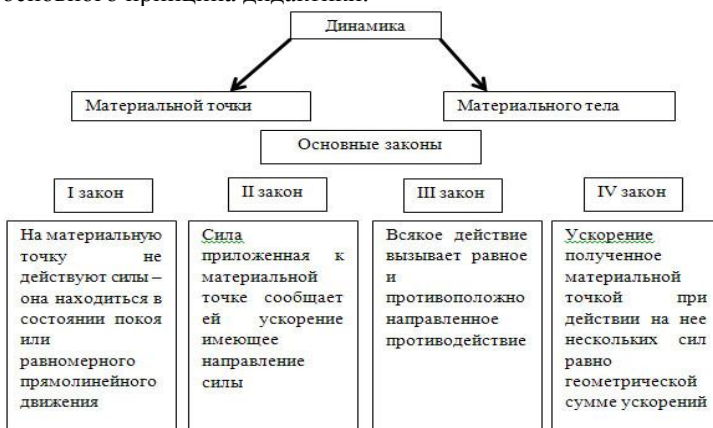 основного принципа дидактики.
Динамика
Материальной точки
Материального тела
Основные законы
I закон
II закон
III закон
IV закон
На материальную
точку не
действуют силы –
она находиться в
состоянии покоя
или
равномерного
прямолинейного
движения
Сила
приложенная к
материальной
точке сообщает
ей ускорение
имеющее
направление
силы
Всякое действие
вызывает равное
и
противоположно
направленное
противодействие
Ускорение
полученное
материальной
точкой при
действии на нее
нескольких сил
равно
геометрической
сумме ускорений